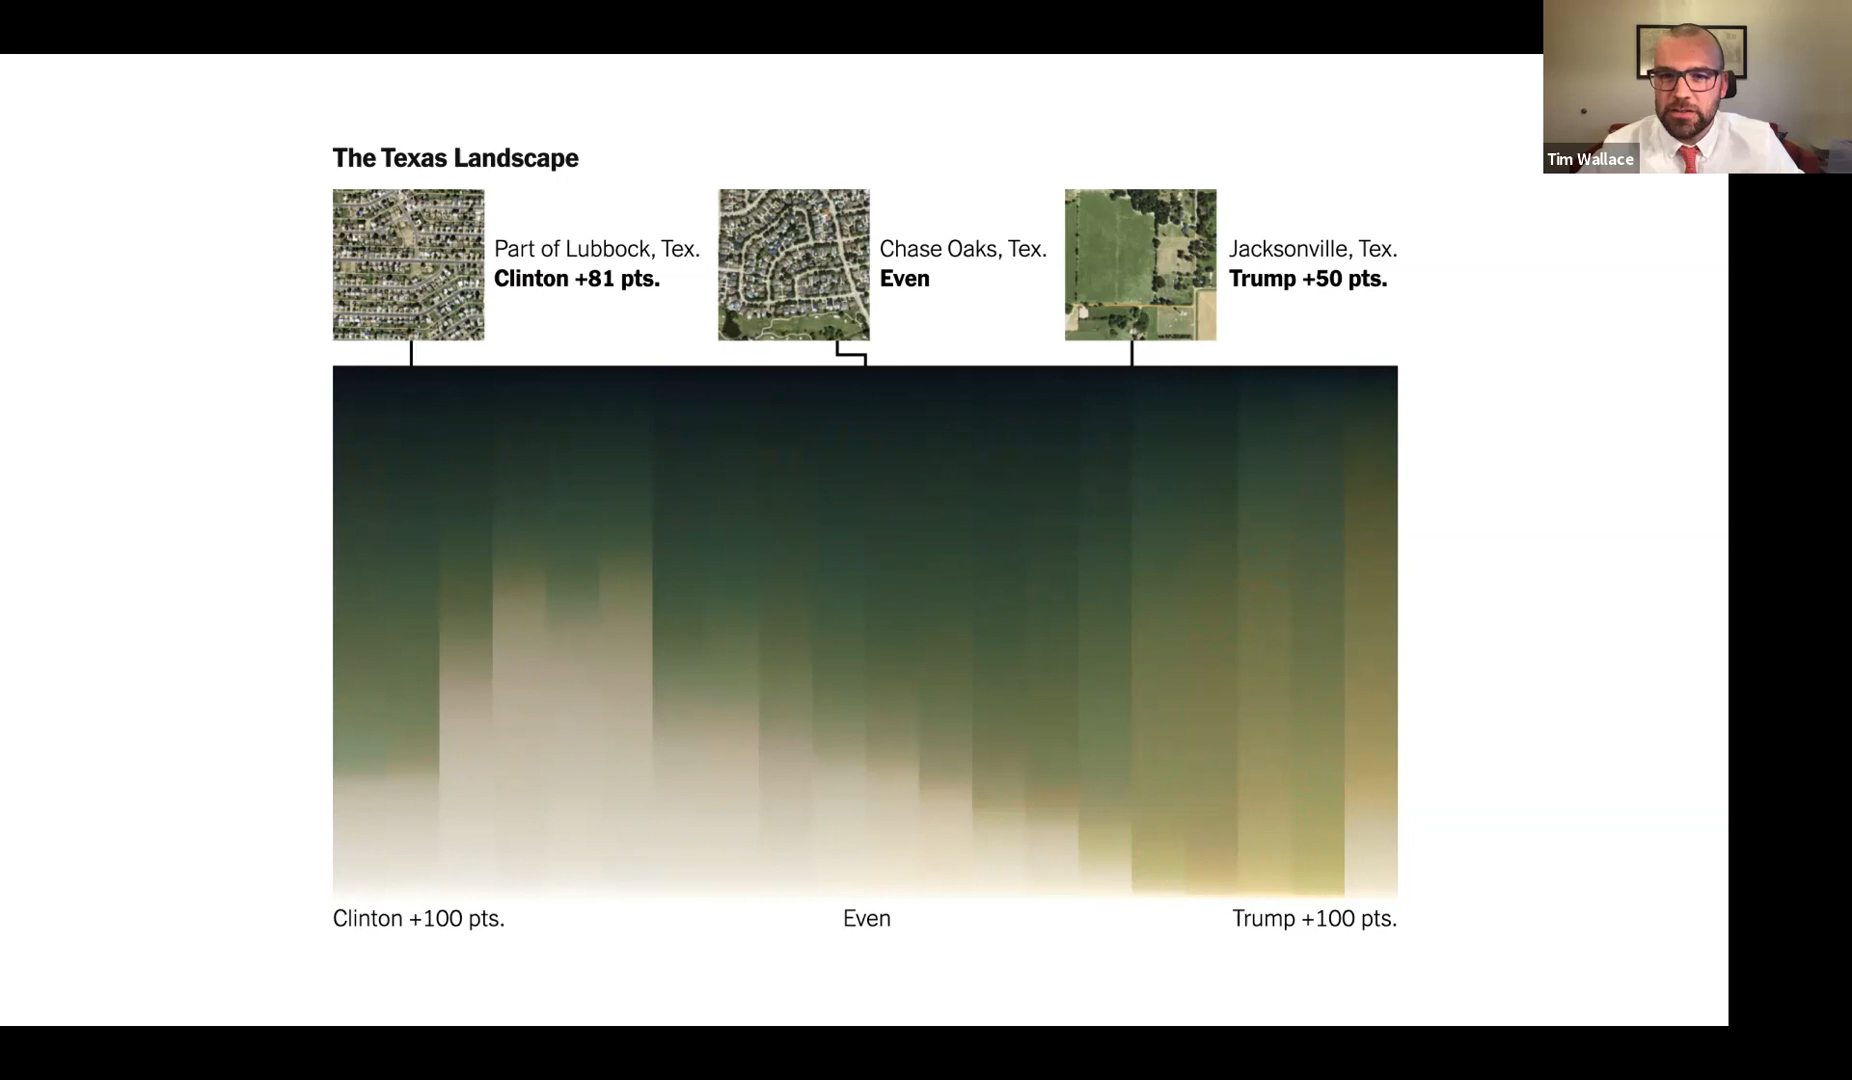 Tim Wallace
The Texas Landscape
Part of Lubbock, Tex.
Clinton +81 pts.
Chase Oaks, Tex.
Even
Jacksonville, Tex.
Trump +50 pts.
Clinton +100 pts.
Even
Trump +100 pts.